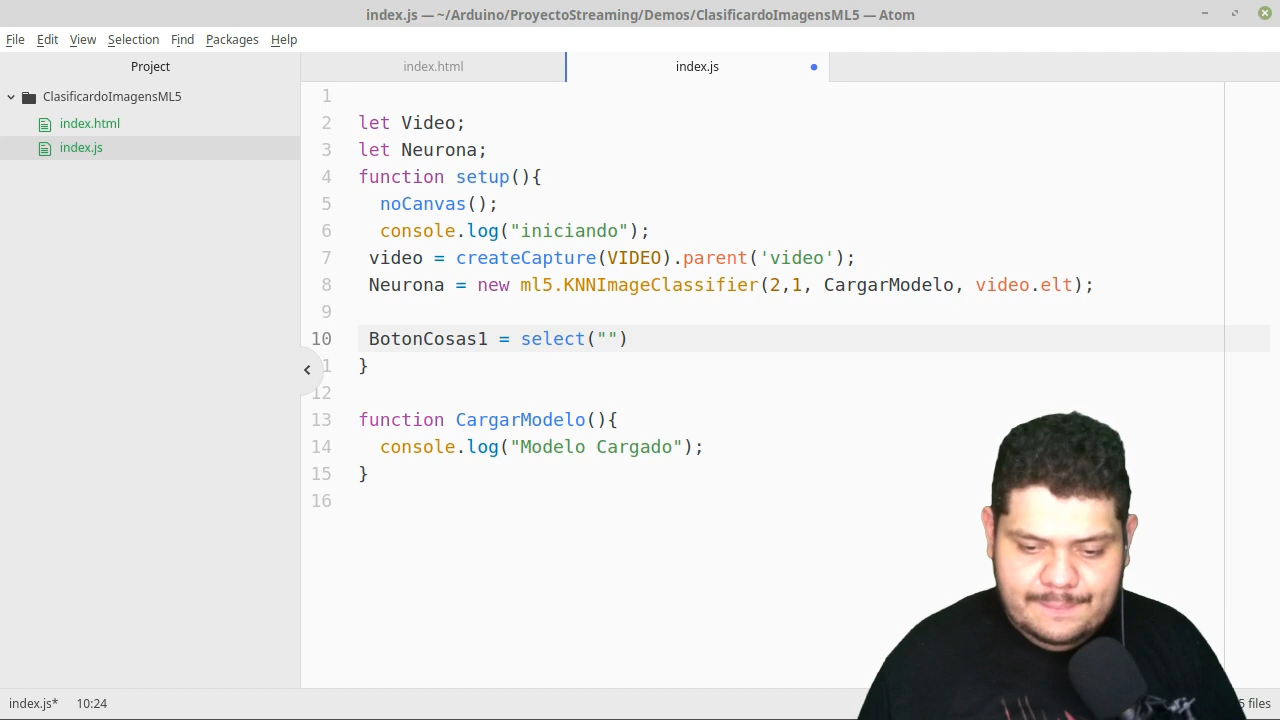 index.js — ~/Arduino/ProyectoStreaming/Demos/ClasificardoImagensML5 — Atom
File Edit View Selection Find Packages Help
Project
index.html
index.js
ClasificardoImagensML5
index.html
index.js
1
2 let Video;
3 let Neurona;
4 function setup(){
5 noCanvas();
6 console.log("iniciando");
7 video = createCapture(VIDEO).parent('video');
8 Neurona = new ml5.KNNImageClassifier(2,1, CargarModelo, video.elt);
9
10 BotonCosas1 = select("")
1 }
12
13 function CargarModelo(){
14 console.log("Modelo Cargado");
15 }
16
index.js* 10:24
files